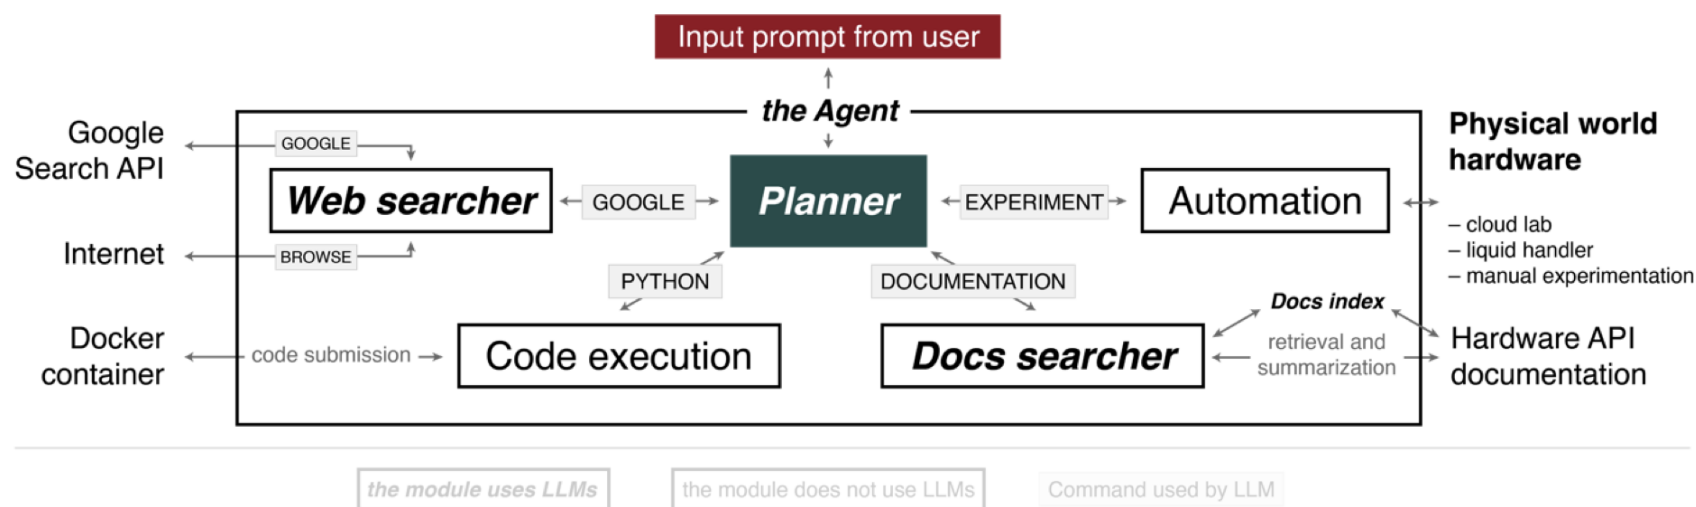 Input prompt from user
the Agent
Google
Search API
GOOGLE
Web searcher
GOOGLE
Planner
EXPERIMENT
Automation
Physical world
hardware
– cloud lab
– liquid handler
– manual experimentation
Internet
BROWSE
PYTHON
DOCUMENTATION
Docker
container
code submission
Code execution
Docs searcher
Docs index
retrieval and
summarization
Hardware API
documentation
the module uses LLMs
the module does not use LLMs
Command used by LLM